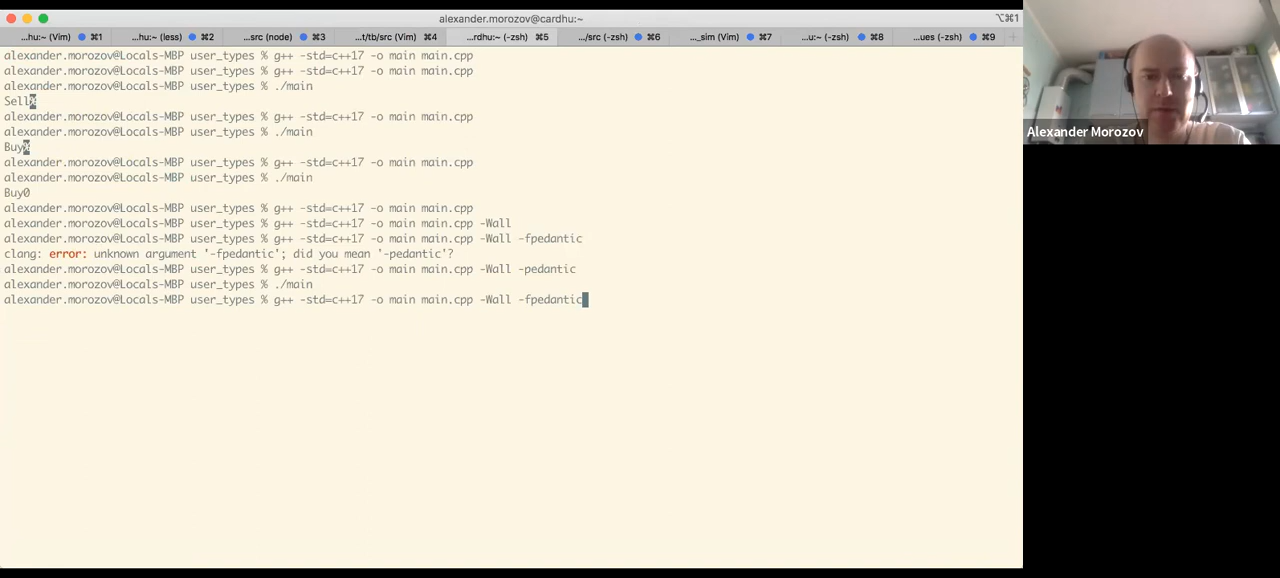 alexander.morozov@cardhu:~
⌥⌘1
...hu:~ (Vim) ⌘1 ...hu:~ (less) ⌘2 ...src (node) ⌘3 ...t/tb/src (Vim) ⌘4 ...rdhu:~ (-zsh) ⌘5 .../src (-zsh) ⌘6 ..._sim (Vim) ⌘7 ...u:~ (-zsh) ⌘8 ...ues (-zsh) ⌘9
alexander.morozov@Locals-MBP user_types % g++ -std=c++17 -o main main.cpp
alexander.morozov@Locals-MBP user_types % g++ -std=c++17 -o main main.cpp
alexander.morozov@Locals-MBP user_types % ./main
Sell%
alexander.morozov@Locals-MBP user_types % g++ -std=c++17 -o main main.cpp
alexander.morozov@Locals-MBP user_types % ./main
Buy%
alexander.morozov@Locals-MBP user_types % g++ -std=c++17 -o main main.cpp
alexander.morozov@Locals-MBP user_types % ./main
Buy0
alexander.morozov@Locals-MBP user_types % g++ -std=c++17 -o main main.cpp
alexander.morozov@Locals-MBP user_types % g++ -std=c++17 -o main main.cpp -Wall
alexander.morozov@Locals-MBP user_types % g++ -std=c++17 -o main main.cpp -Wall -fpedantic
clang: error: unknown argument '-fpedantic'; did you mean '-pedantic'?
alexander.morozov@Locals-MBP user_types % g++ -std=c++17 -o main main.cpp -Wall -pedantic
alexander.morozov@Locals-MBP user_types % ./main
alexander.morozov@Locals-MBP user_types % g++ -std=c++17 -o main main.cpp -Wall -fpedantic
Alexander Morozov